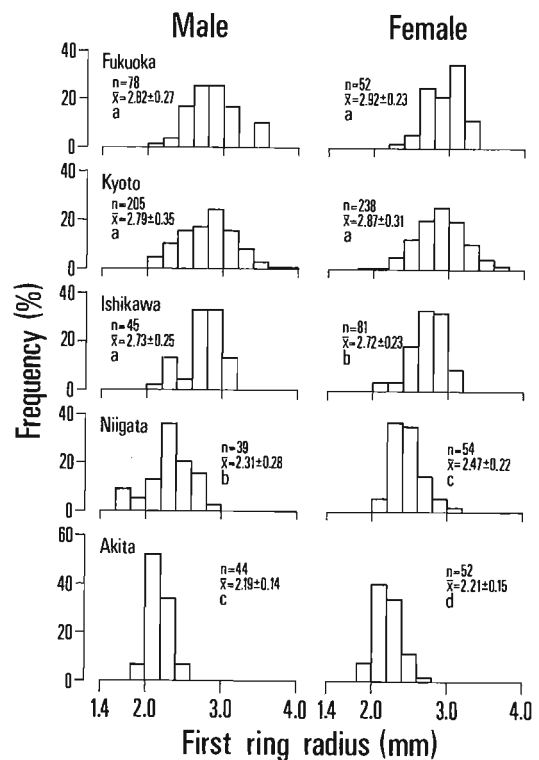 Male Female
Fukuoka
40
20
0
n=78
x̄=2.82±0.27
a
n=52
x̄=2.92±0.23
a
Kyoto
40
20
0
n=205
x̄=2.79±0.35
a
n=238
x̄=2.87±0.31
a
Ishikawa
40
20
0
n=45
x̄=2.73±0.25
a
n=81
x̄=2.72±0.23
b
Niigata
40
20
0
n=39
x̄=2.31±0.28
b
n=54
x̄=2.47±0.22
c
Akita
60
40
20
0
n=44
x̄=2.19±0.14
c
n=52
x̄=2.21±0.15
d
Frequency (%)
1.4 2.0 3.0 4.0 1.4 2.0 3.0 4.0
First ring radius (mm)